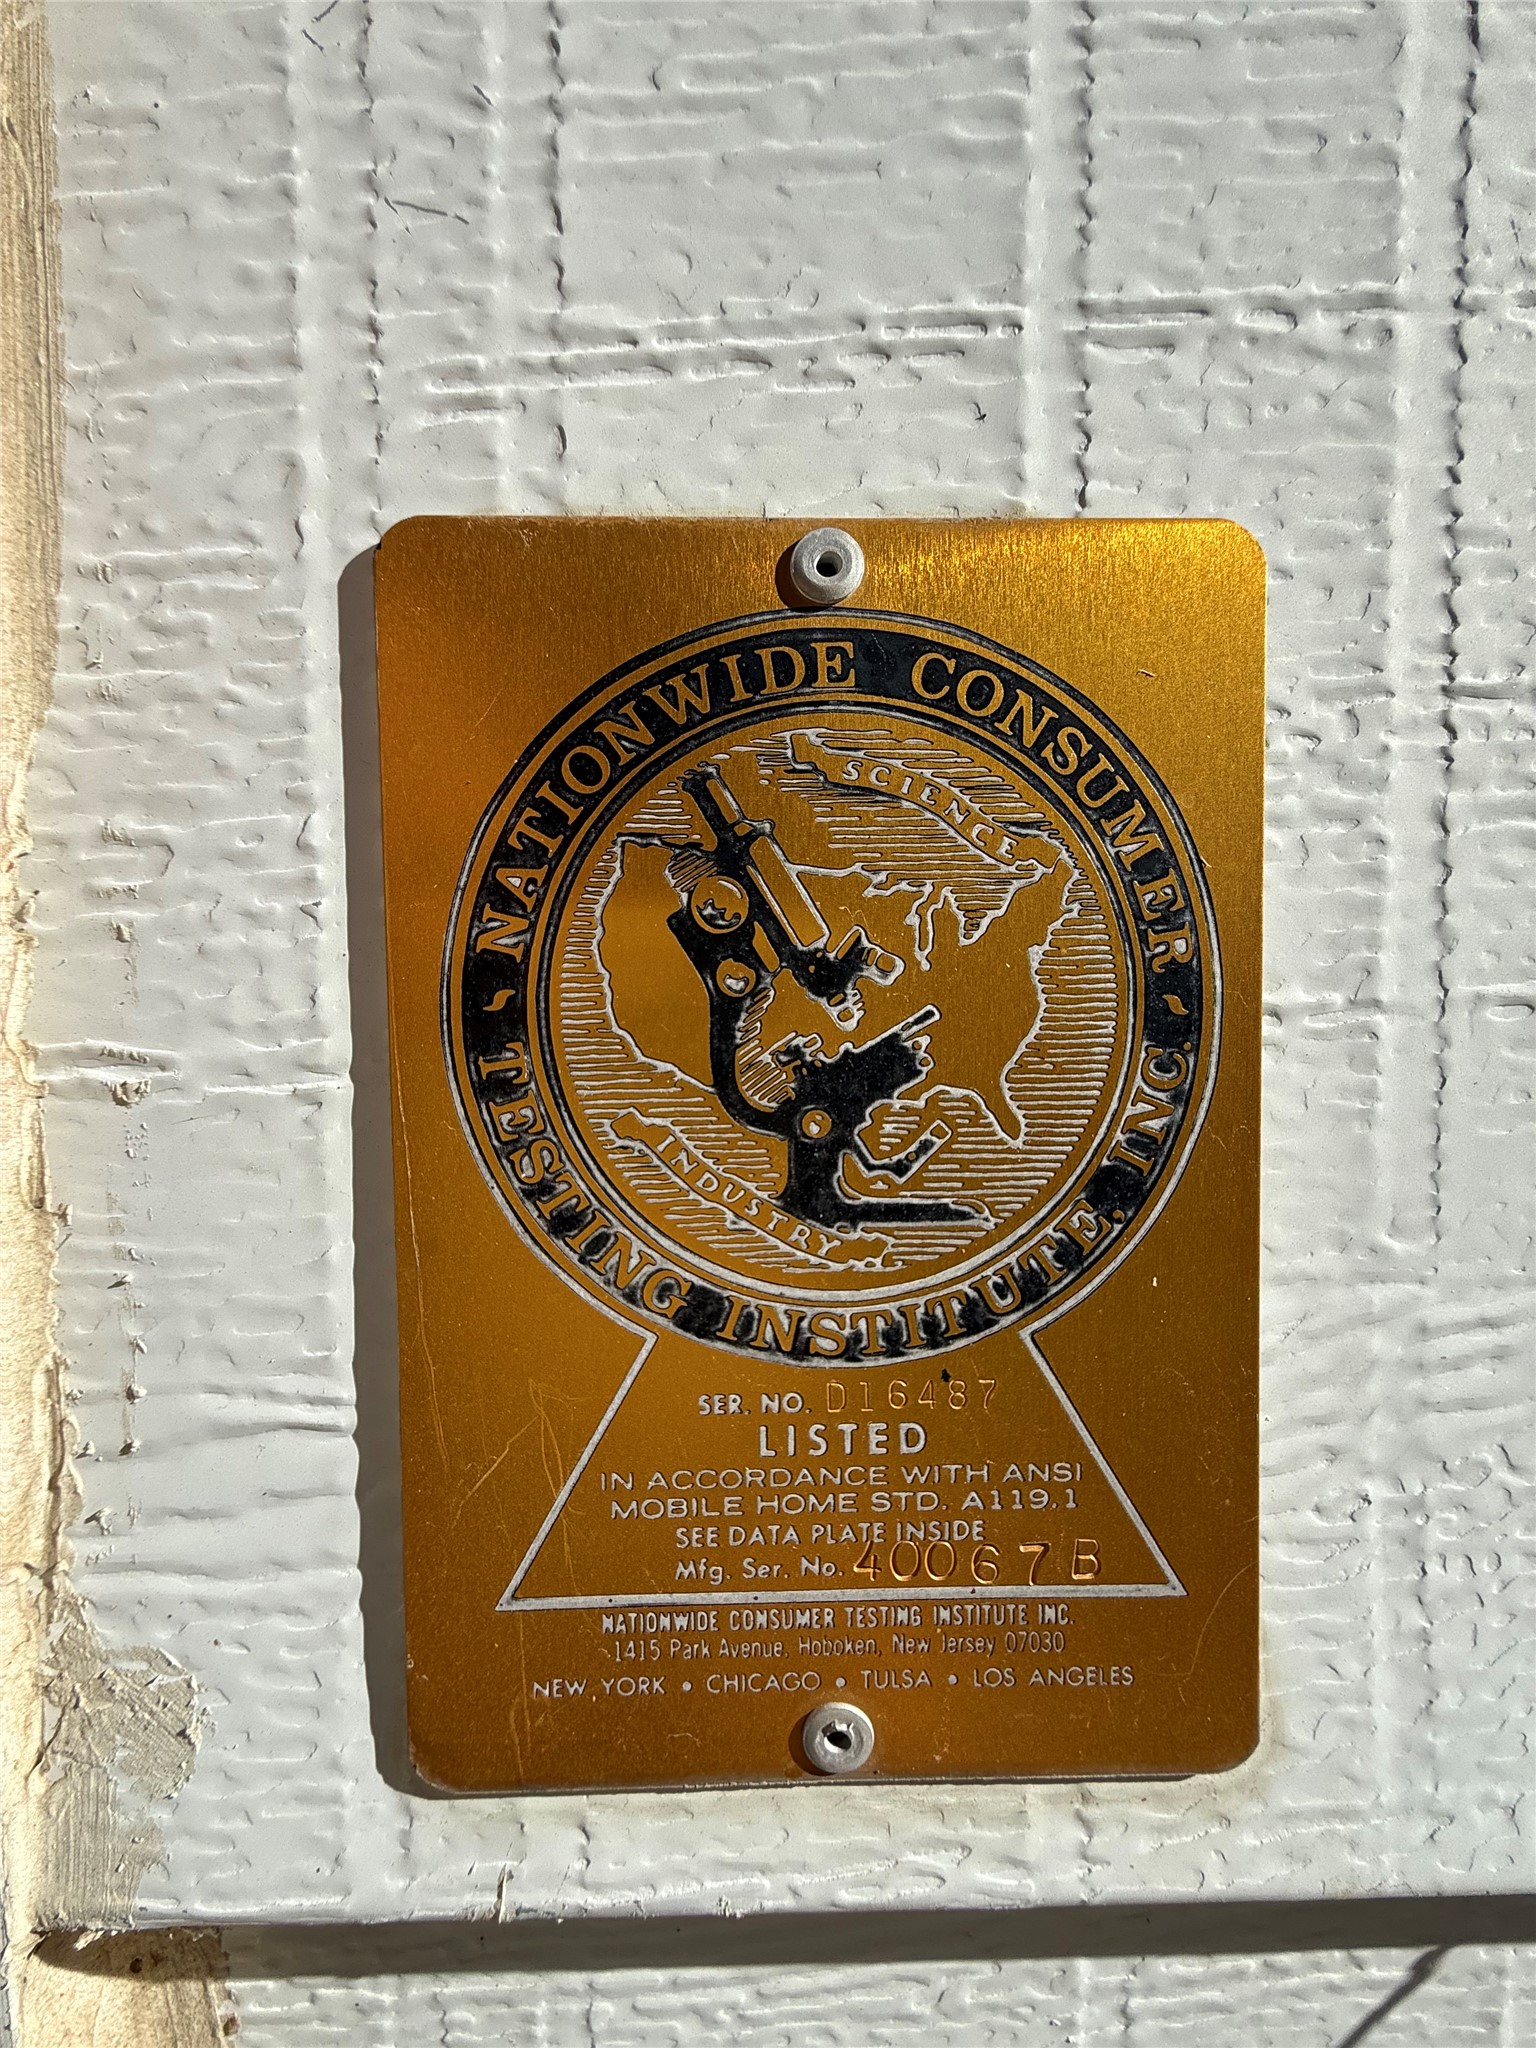 NATIONWIDE CONSUMER
TESTING INSTITUTE, INC.
SCIENCE
INDUSTRY
SER. NO. D16487
LISTED
IN ACCORDANCE WITH ANSI
MOBILE HOME STD. A119.1
SEE DATA PLATE INSIDE
Mfg. Ser. No. 40067B
NATIONWIDE CONSUMER TESTING INSTITUTE INC.
1415 Park Avenue, Hoboken, New Jersey 07030
NEW YORK • CHICAGO • TULSA • LOS ANGELES